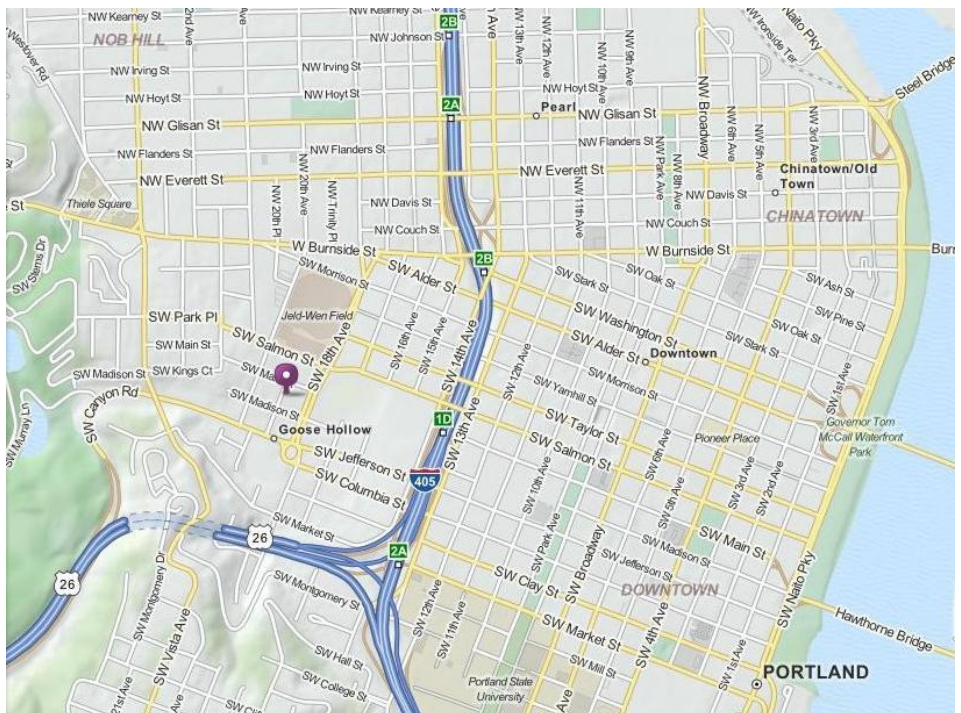 NW Kearney St
NW Kearney St
NOB HILL
2B
NW Johnson St
NW Irving St
NW Irving St
NW Hoyt St
NW Hoyt St
2A
Pearl
NW Glisan St
NW Glisan St
NW Flanders St
NW Flanders St
NW Everett St
NW Everett St
NW 13th Ave
NW 12th Ave
NW 10th Ave
NW 9th Ave
NW Broadway
NW 6th Ave
NW 5th Ave
NW 3rd Ave
NW Ironside Ter
Naito Pky
Steel Bridge
Westover Rd
Thiele Square
NW 20th Ave
NW 20th Pl
NW Trinity Pl
NW Davis St
NW Davis St
NW Couch St
NW Couch St
NW 11th Ave
NW Park Ave
NW 8th Ave
Chinatown/Old
Town
CHINATOWN
W Burnside St
W Burnside St
2B
SW Stems Dr
SW Morrison St
SW Alder St
SW Stark St
SW Oak St
SW Ash St
SW Pine St
SW Oak St
SW Stark St
Jeld-Wen Field
SW Park Pl
SW Salmon St
SW Main St
SW Kings Ct
SW Madison St
SW Madison St
SW 18th Ave
SW 16th Ave
SW 15th Ave
SW 14th Ave
SW 13th Ave
SW 12th Ave
SW Washington St
SW Alder St
Downtown
SW Morrison St
SW Yamhill St
SW Taylor St
SW Salmon St
SW 1st Ave
Governor Tom
McCall Waterfront
Park
Pioneer Place
SW Canyon Rd
SW Murray Ln
Goose Hollow
1D
SW Jefferson St
SW Columbia St
405
SW Market St
26
26
2A
SW 10th Ave
SW Park Ave
SW Broadway
SW 6th Ave
SW 5th Ave
SW 3rd Ave
SW 2nd Ave
SW Main St
SW Madison St
SW Jefferson St
DOWNTOWN
SW Naito Pky
Hawthorne Bridge
SW Clay St
SW Market St
SW Mill St
SW 4th Ave
SW 1st Ave
SW Montgomery Dr
SW Vista Ave
SW Montgomery St
SW 12th Ave
SW 11th Ave
SW Hall St
SW College St
21st Ave
Portland State
University
PORTLAND